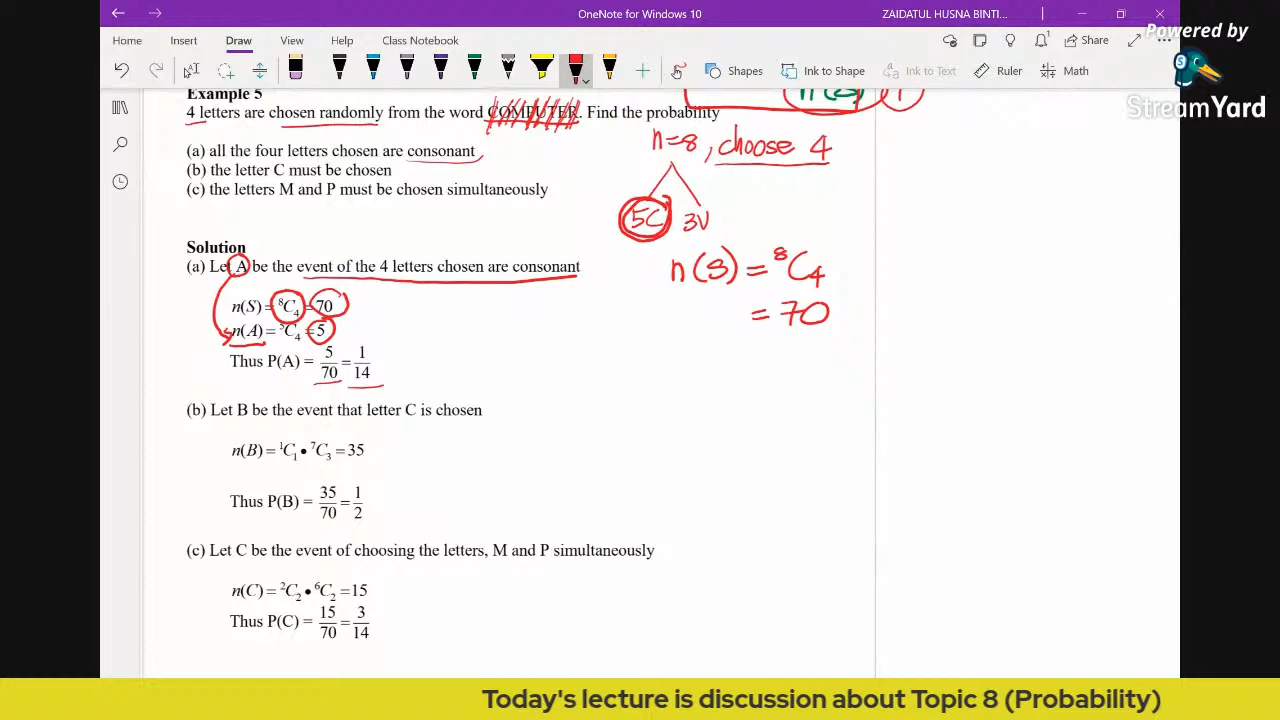 OneNote for Windows 10
ZAIDATUL HUSNA BINTI...
Powered by
StreamYard
Home Insert Draw View Help Class Notebook
Share
Shapes Ink to Shape Ink to Text Ruler Math
Example 5
4 letters are chosen randomly from the word COMPUTER. Find the probability
(a) all the four letters chosen are consonant
(b) the letter C must be chosen
(c) the letters M and P must be chosen simultaneously
n=8, choose 4
5C 3V
n(S) = ⁸C₄
= 70
Solution
(a) Let A be the event of the 4 letters chosen are consonant
n(S) = ⁸C₄ = 70
n(A) = ⁵C₄ = 5
Thus P(A) = 5/70 = 1/14
(b) Let B be the event that letter C is chosen
n(B) = ¹C₁ • ⁷C₃ = 35
Thus P(B) = 35/70 = 1/2
(c) Let C be the event of choosing the letters, M and P simultaneously
n(C) = ²C₂ • ⁶C₂ = 15
Thus P(C) = 15/70 = 3/14
Today's lecture is discussion about Topic 8 (Probability)